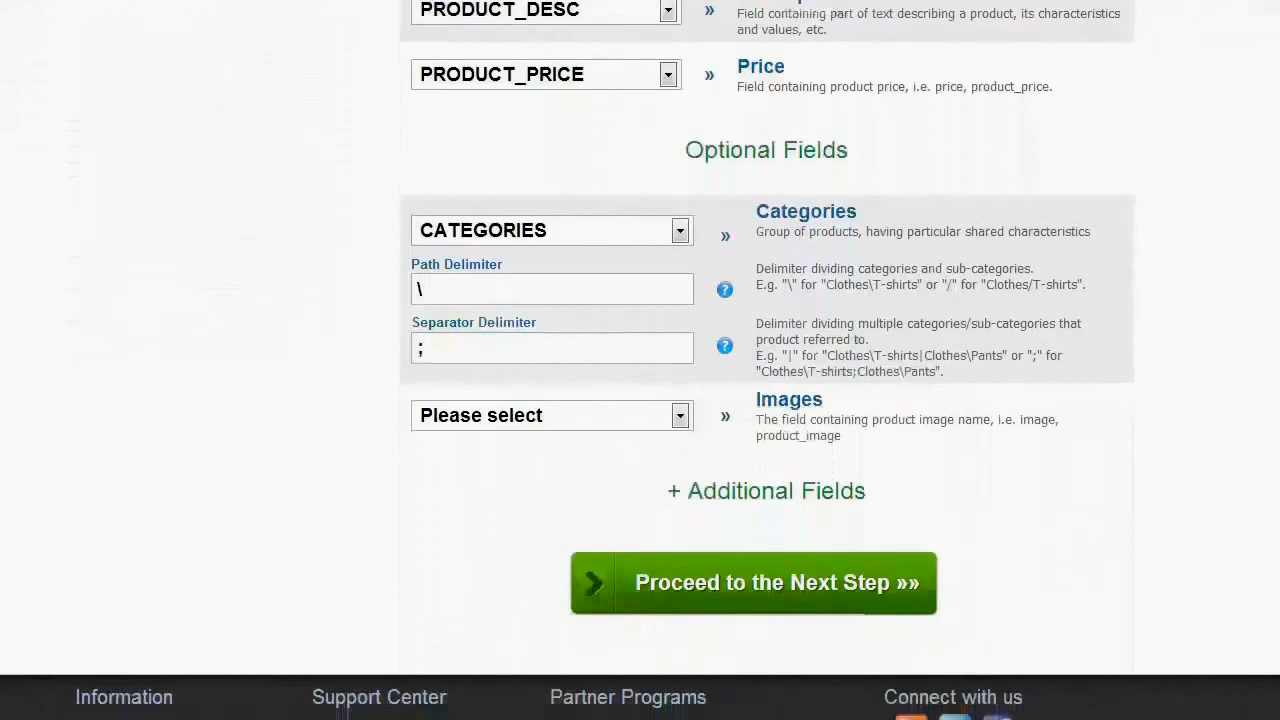 PRODUCT_DESC
Field containing part of text describing a product, its characteristics
and values, etc.
PRODUCT_PRICE
»
Price
Field containing product price, i.e. price, product_price.
Optional Fields
CATEGORIES
»
Categories
Group of products, having particular shared characteristics
Path Delimiter
\
?
Delimiter dividing categories and sub-categories.
E.g. "\" for "Clothes\T-shirts" or "/" for "Clothes/T-shirts".
Separator Delimiter
;
?
Delimiter dividing multiple categories/sub-categories that
product referred to.
E.g. "|" for "Clothes\T-shirts|Clothes\Pants" or ";" for
"Clothes\T-shirts;Clothes\Pants".
Please select
»
Images
The field containing product image name, i.e. image,
product_image
+ Additional Fields
Proceed to the Next Step »»
Information
Support Center
Partner Programs
Connect with us